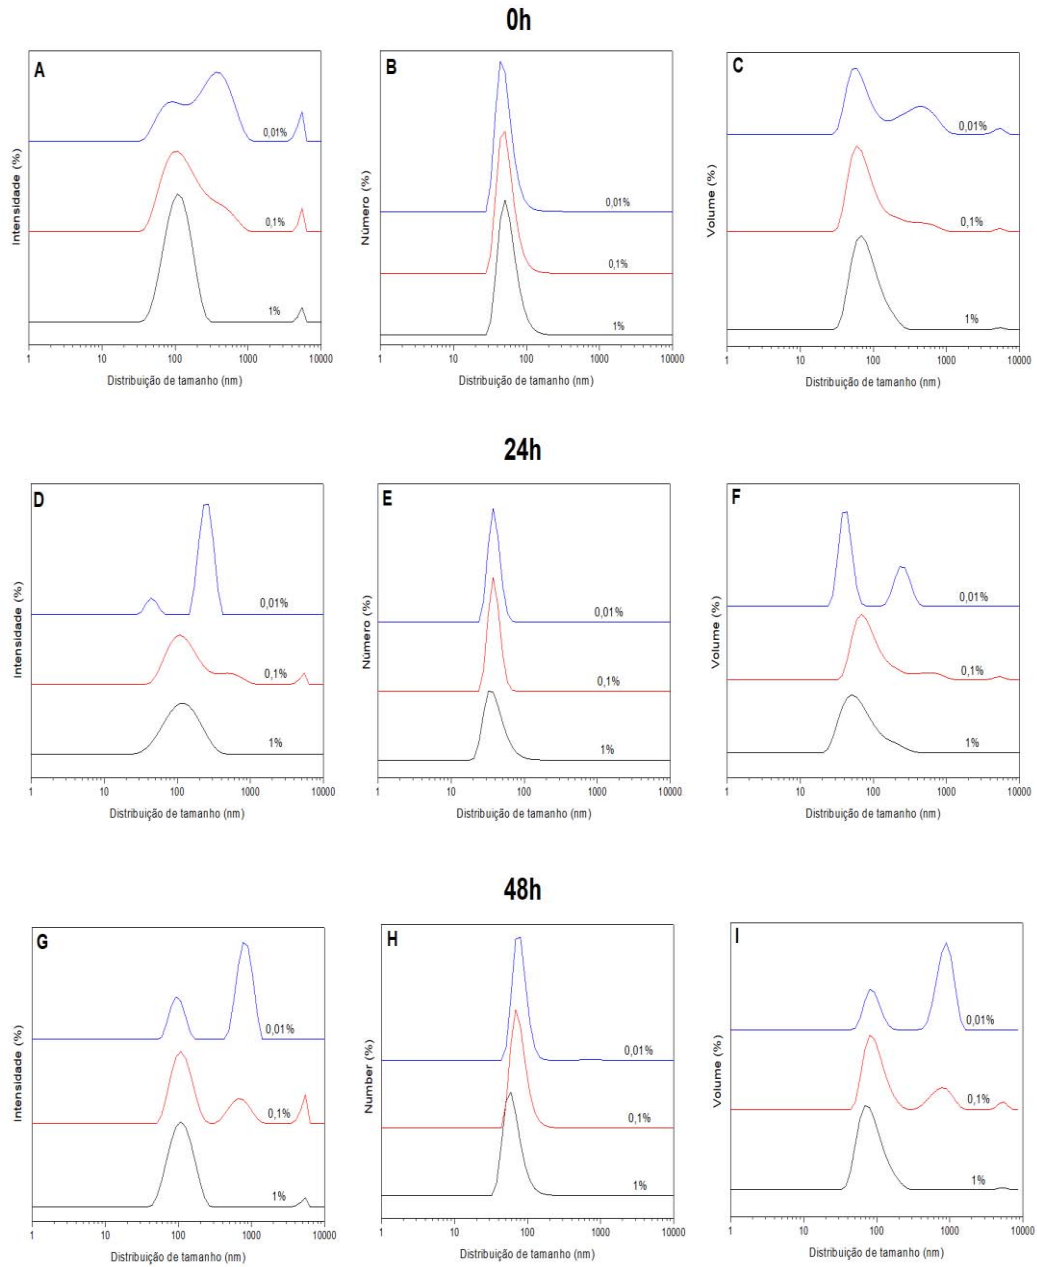 0h
A
Intensidade (%)
0,01%
0,1%
1%
1 10 100 1000 10000
Distribuição de tamanho (nm)
B
Número (%)
0,01%
0,1%
1%
1 10 100 1000 10000
Distribuição de tamanho (nm)
C
Volume (%)
0,01%
0,1%
1%
1 10 100 1000 10000
Distribuição de tamanho (nm)
24h
D
Intensidade (%)
0,01%
0,1%
1%
1 10 100 1000 10000
Distribuição de tamanho (nm)
E
Número (%)
0,01%
0,1%
1%
1 10 100 1000 10000
Distribuição de tamanho (nm)
F
Volume (%)
0,01%
0,1%
1%
1 10 100 1000 10000
Distribuição de tamanho (nm)
48h
G
Intensidade (%)
0,01%
0,1%
1%
1 10 100 1000 10000
Distribuição de tamanho (nm)
H
Number (%)
0,01%
0,1%
1%
1 10 100 1000 10000
Distribuição de tamanho (nm)
I
Volume (%)
0,01%
0,1%
1%
1 10 100 1000 10000
Distribuição de tamanho (nm)